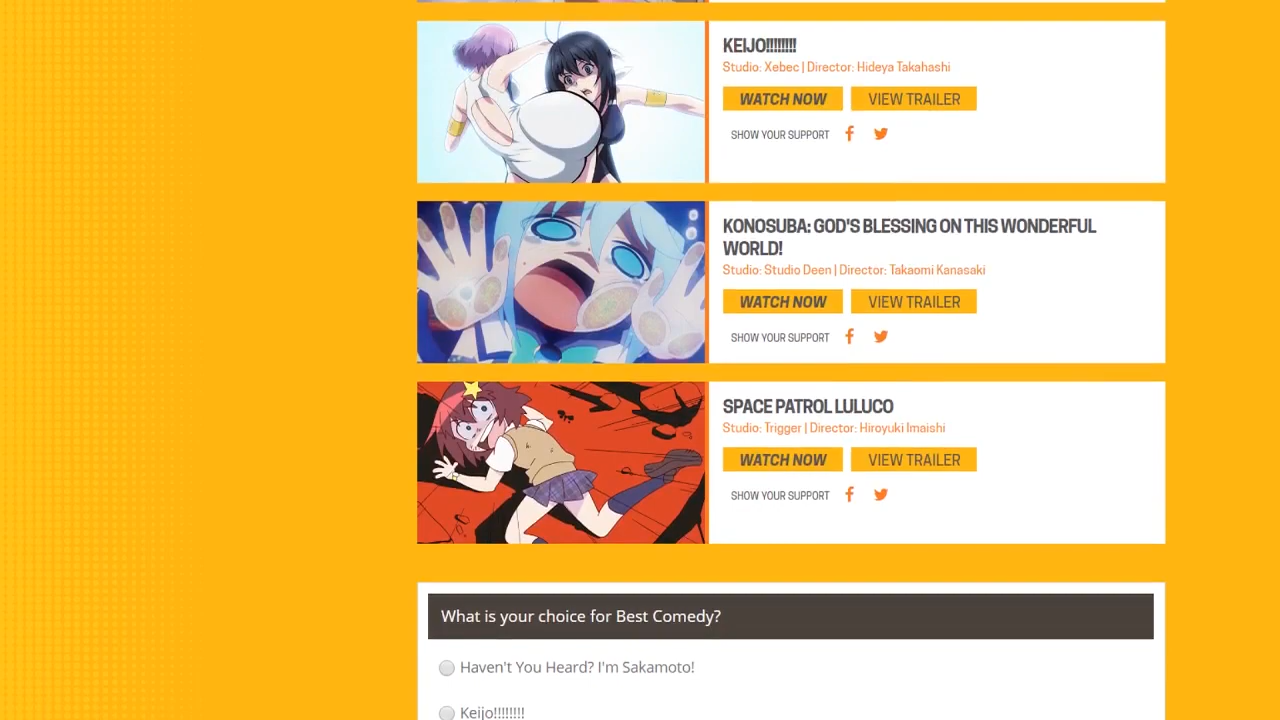 KEIJO!!!!!!!!
Studio: Xebec | Director: Hideya Takahashi
WATCH NOW
VIEW TRAILER
SHOW YOUR SUPPORT
KONOSUBA: GOD'S BLESSING ON THIS WONDERFUL
WORLD!
Studio: Studio Deen | Director: Takaomi Kanasaki
WATCH NOW
VIEW TRAILER
SHOW YOUR SUPPORT
SPACE PATROL LULUCO
Studio: Trigger | Director: Hiroyuki Imaishi
WATCH NOW
VIEW TRAILER
SHOW YOUR SUPPORT
What is your choice for Best Comedy?
Haven't You Heard? I'm Sakamoto!
Keijo!!!!!!!!